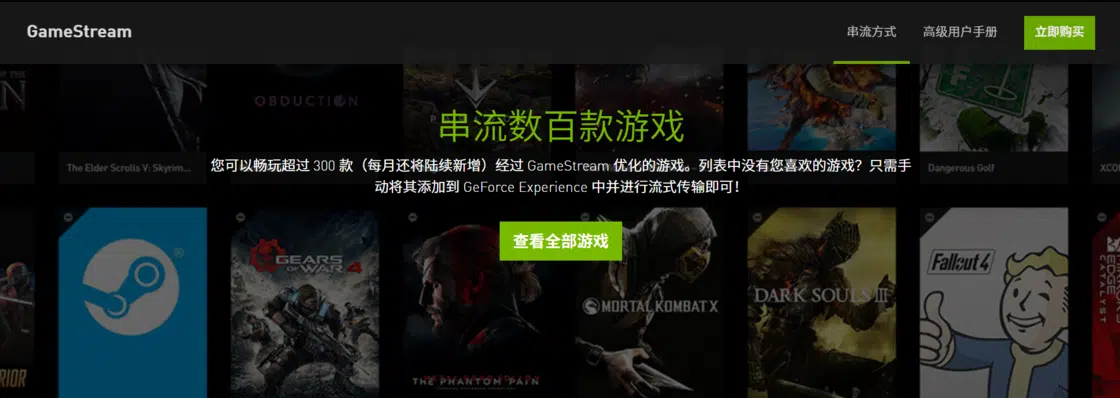 GameStream
串流方式
高级用户手册
立即购买
OBDUCTION
串流数百款游戏
The Elder Scrolls V: Skyrim...
Dangerous Golf
XCO
您可以畅玩超过 300 款（每月还将陆续新增）经过 GameStream 优化的游戏。列表中没有您喜欢的游戏？只需手
动将其添加到 GeForce Experience 中并进行流式传输即可！
查看全部游戏
GEARS
OF WAR 4
MORTAL KOMBAT X
DARK SOULS III
Fallout 4
EDGE
CATALYST
THE PHANTOM PAIN
RIOR